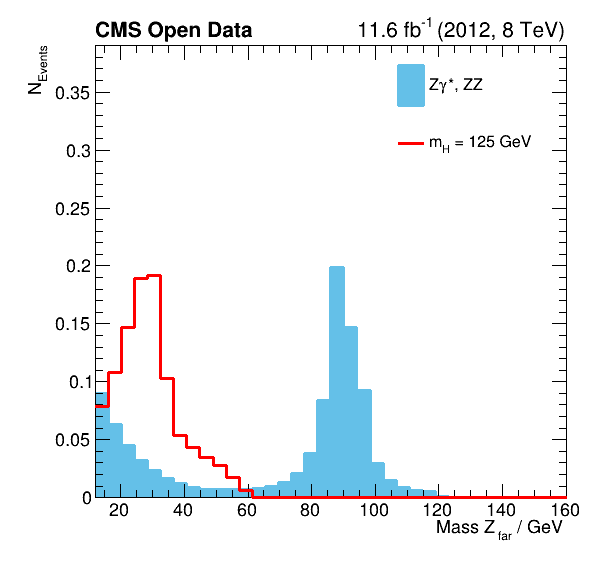 CMS Open Data 11.6 fb⁻¹ (2012, 8 TeV)
N_Events
Zγ*, ZZ
m_H = 125 GeV
0.35
0.3
0.25
0.2
0.15
0.1
0.05
0
20 40 60 80 100 120 140 160
Mass Z_far / GeV